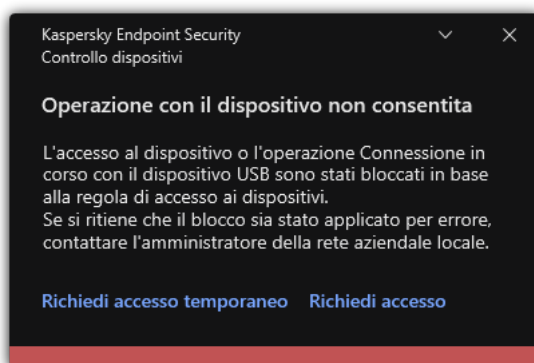 Kaspersky Endpoint Security
Controllo dispositivi
Operazione con il dispositivo non consentita
L'accesso al dispositivo o l'operazione Connessione in
corso con il dispositivo USB sono stati bloccati in base
alla regola di accesso ai dispositivi.
Se si ritiene che il blocco sia stato applicato per errore,
contattare l'amministratore della rete aziendale locale.
Richiedi accesso temporaneo Richiedi accesso